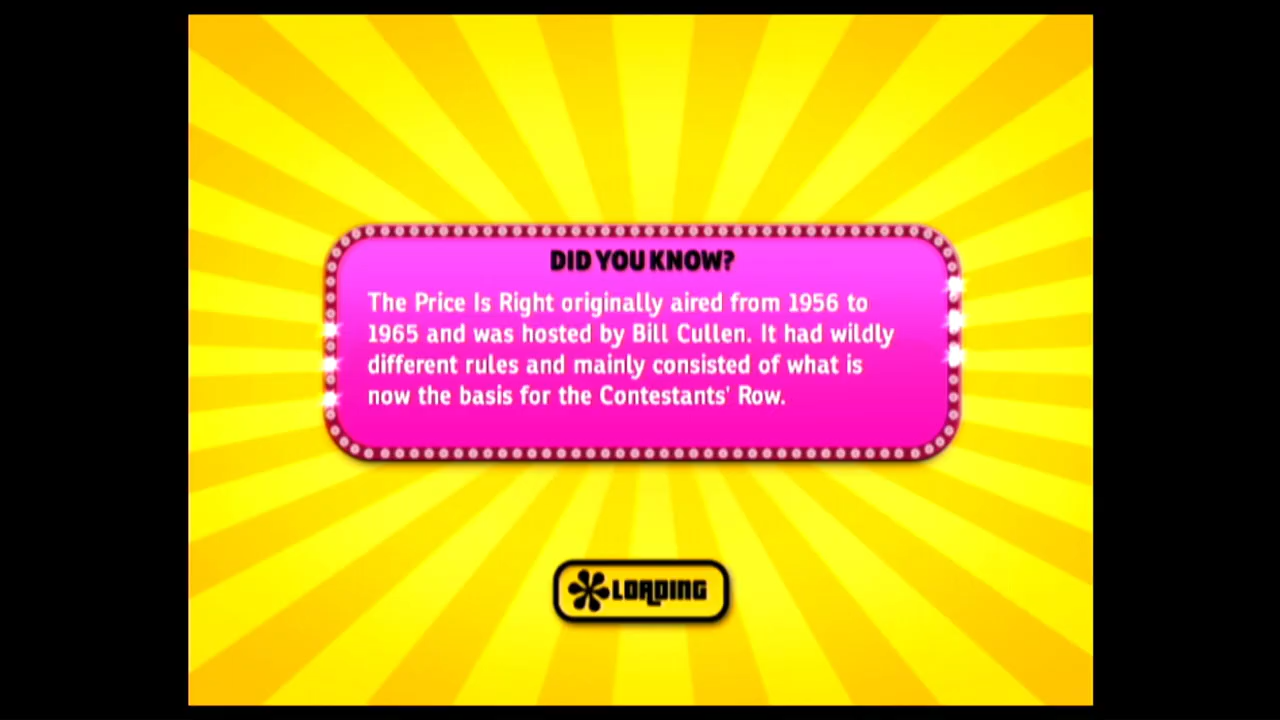 DID YOU KNOW?
The Price Is Right originally aired from 1956 to
1965 and was hosted by Bill Cullen. It had wildly
different rules and mainly consisted of what is
now the basis for the Contestants' Row.
LOADING